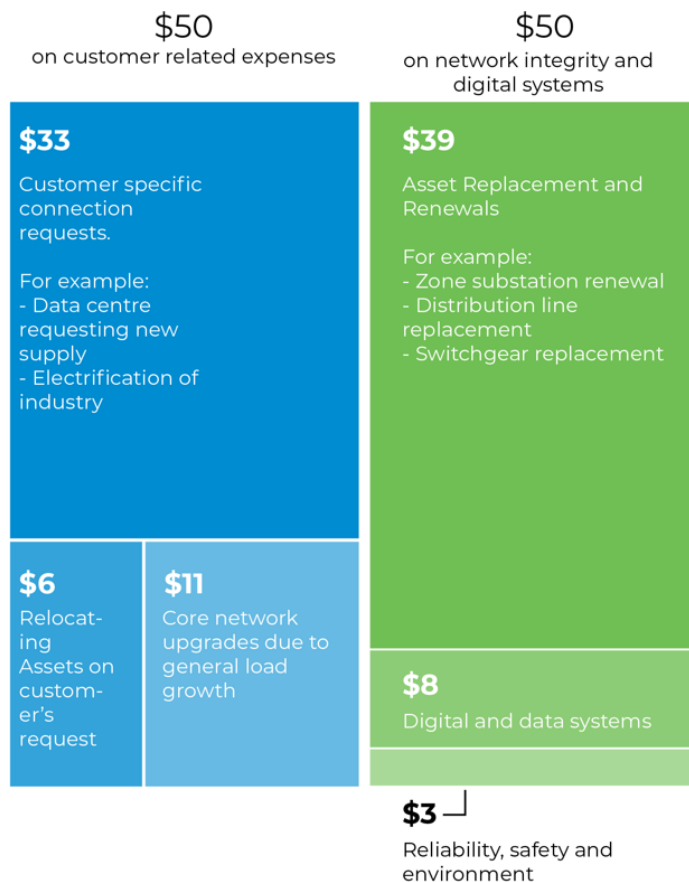 $50
on customer related expenses
$33
Customer specific
connection
requests.
For example:
- Data centre
requesting new
supply
- Electrification of
industry
$6
Relocat-
ing
Assets on
custom-
er's
request
$11
Core network
upgrades due to
general load
growth
$50
on network integrity and
digital systems
$39
Asset Replacement and
Renewals
For example:
- Zone substation renewal
- Distribution line
replacement
- Switchgear replacement
$8
Digital and data systems
$3
Reliability, safety and
environment